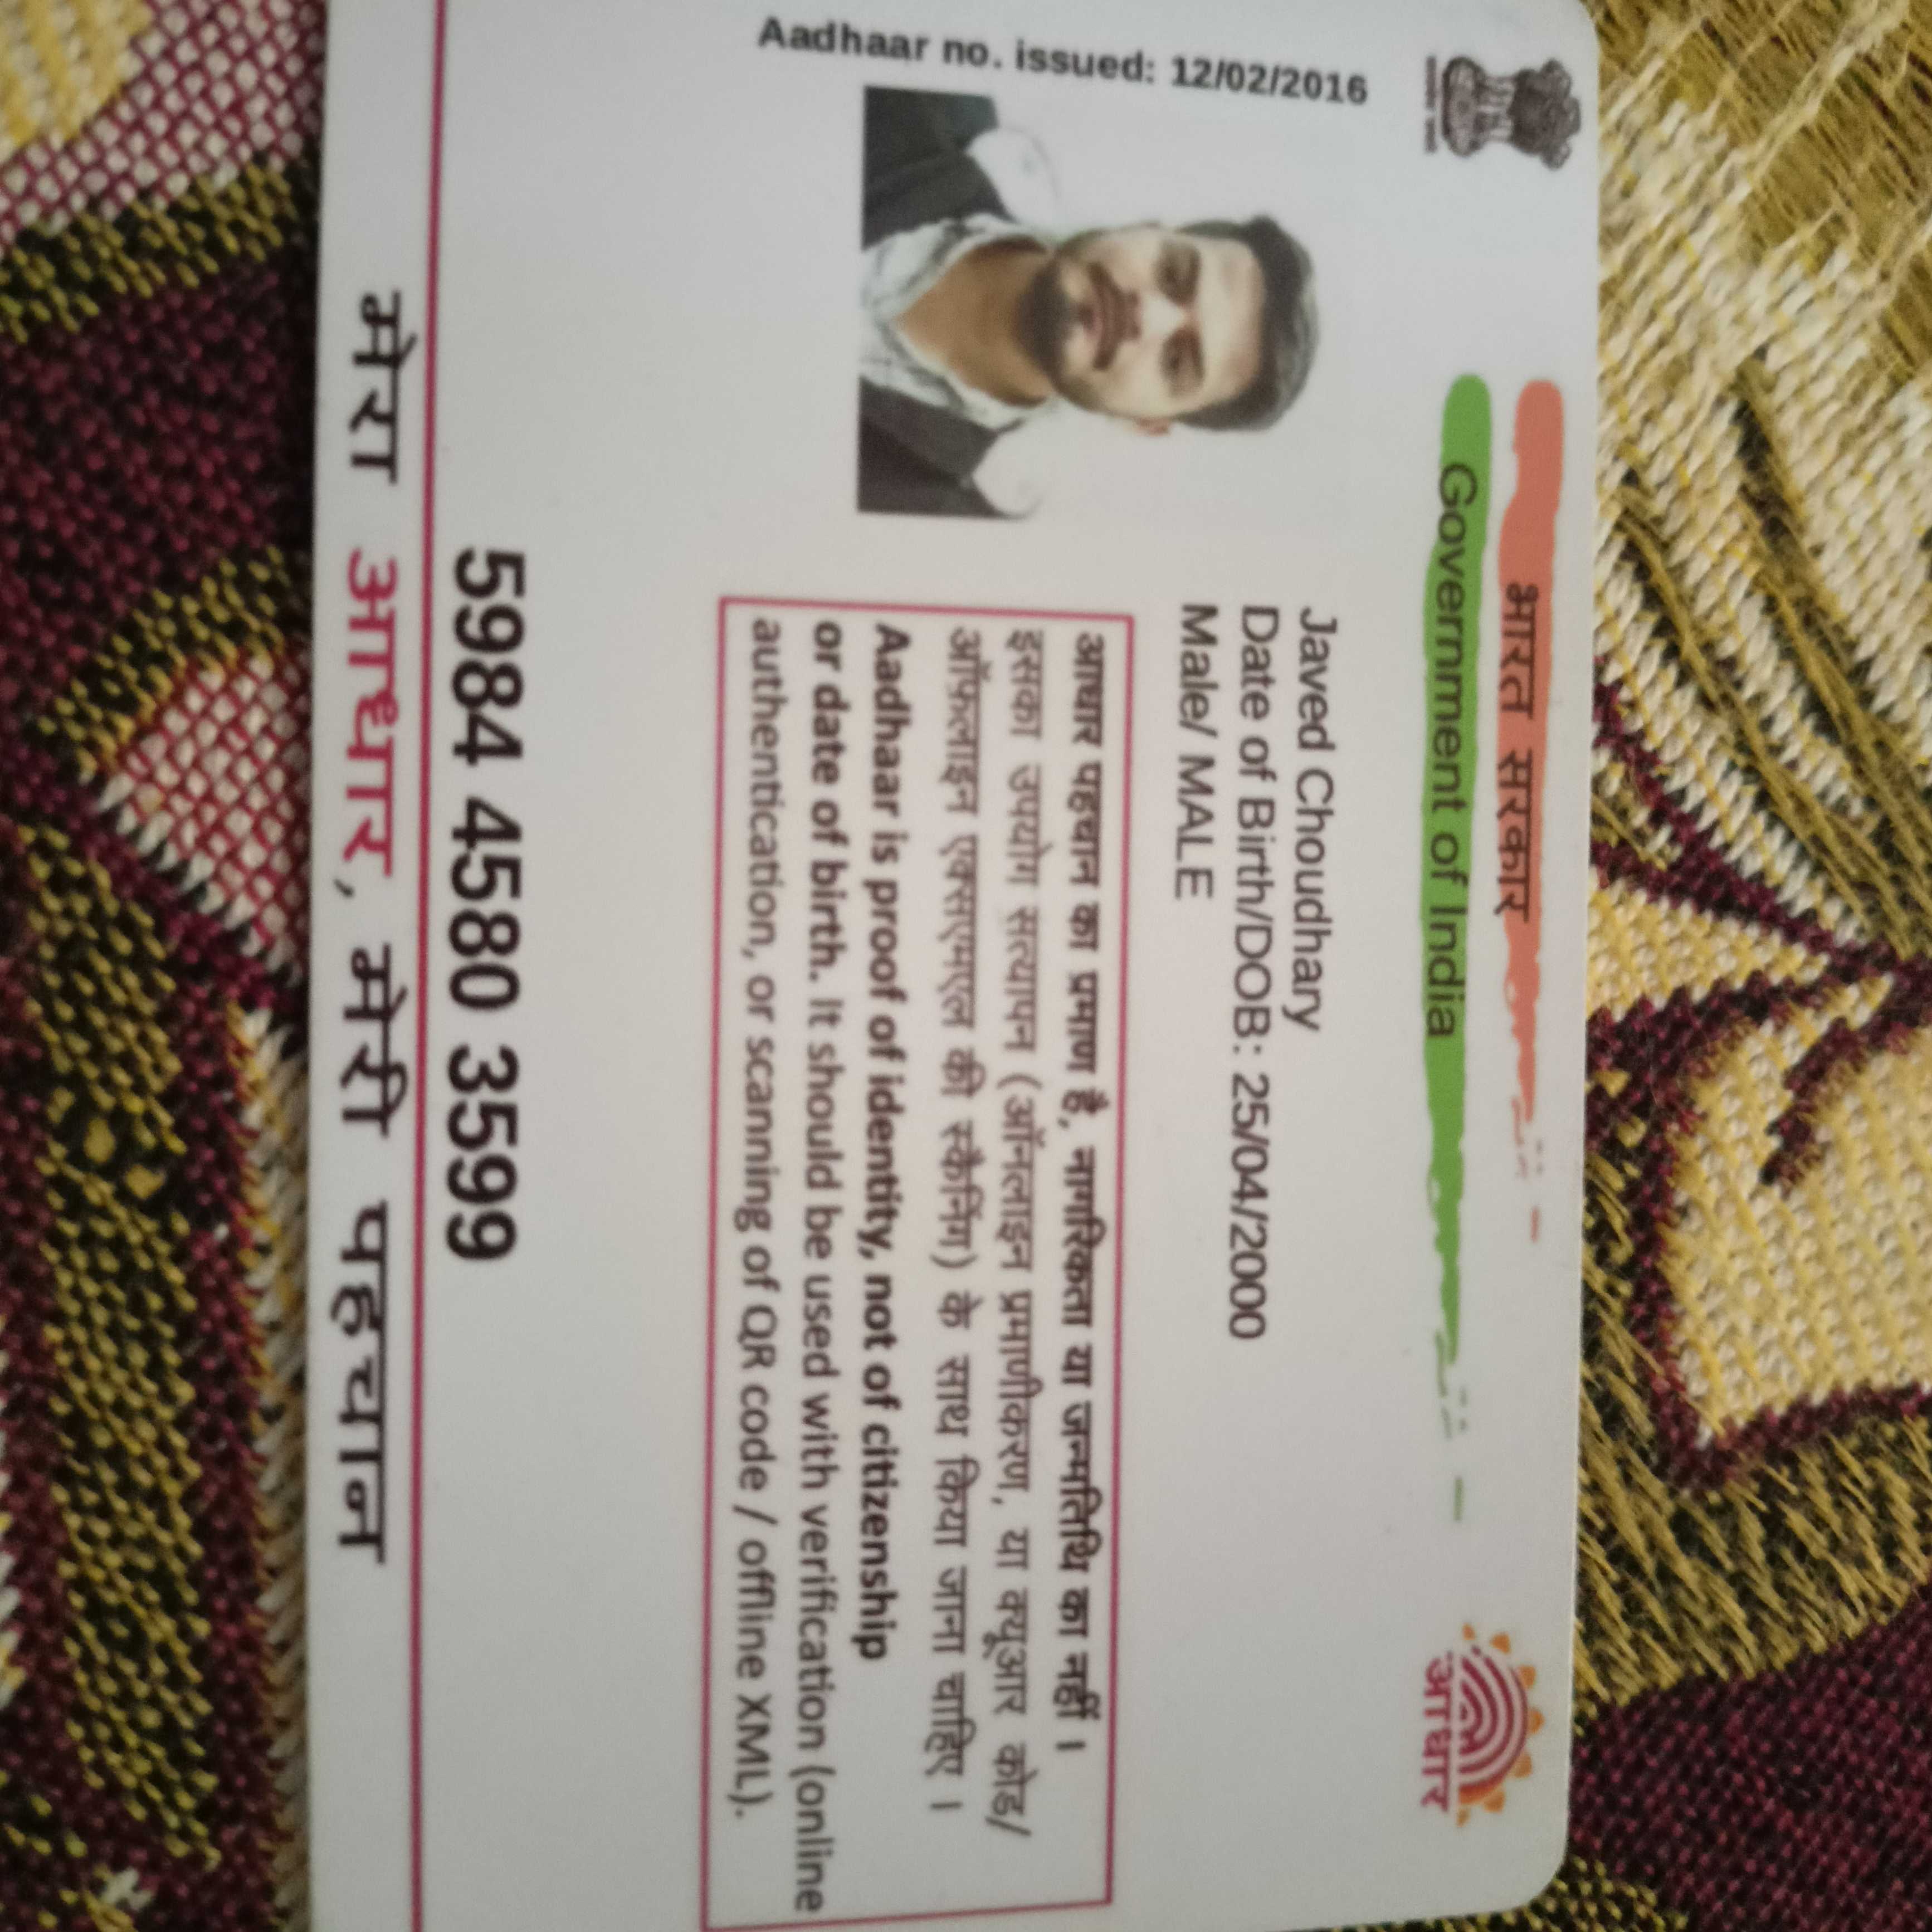 भारत सरकार
Government of India
Aadhaar no. issued: 12/02/2016
Javed Choudhary
Date of Birth/DOB: 25/04/2000
Male/ MALE
आधार पहचान का प्रमाण है, नागरिकता या जन्मतिथि का नहीं ।
इसका उपयोग सत्यापन (ऑनलाइन प्रमाणीकरण, या क्यूआर कोड/
ऑफलाइन एक्सएमएल की स्कैनिंग) के साथ किया जाना चाहिए ।
Aadhaar is proof of identity, not of citizenship
or date of birth. It should be used with verification (online
authentication, or scanning of QR code / offline XML).
आधार
5984 4580 3599
मेरा आधार, मेरी पहचान